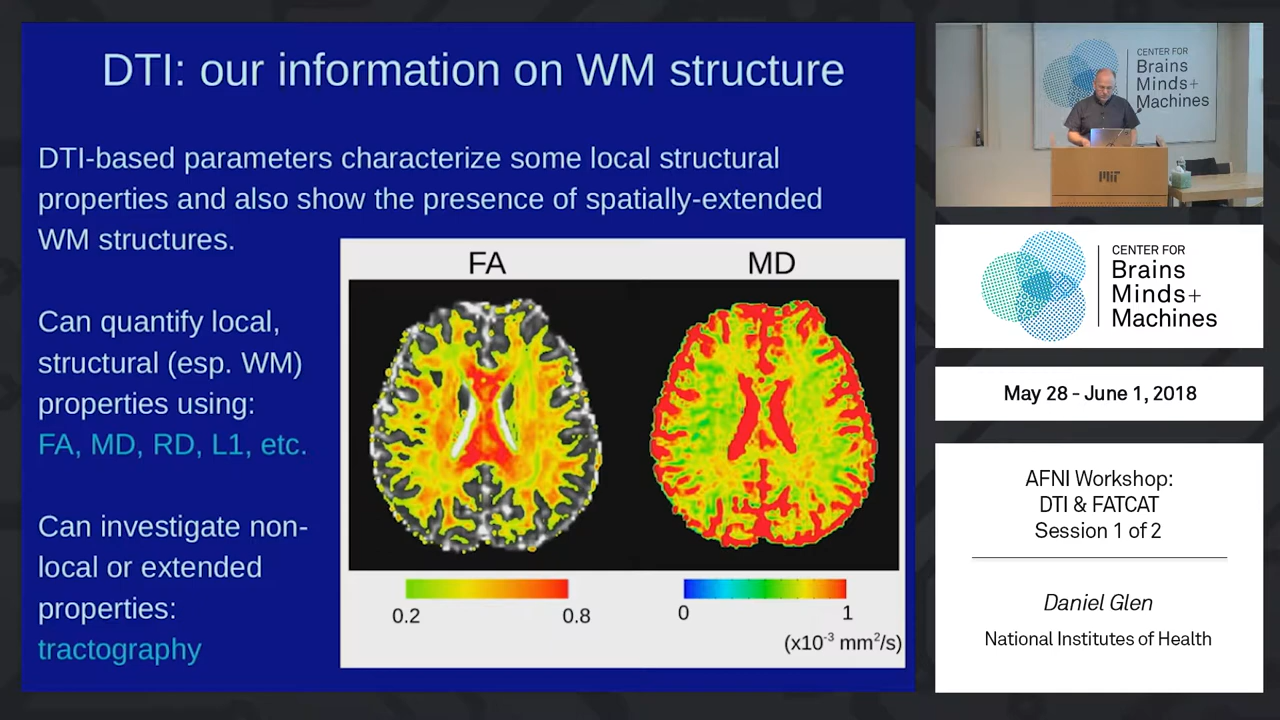 DTI: our information on WM structure
DTI-based parameters characterize some local structural
properties and also show the presence of spatially-extended
WM structures.
Can quantify local,
structural (esp. WM)
properties using:
FA, MD, RD, L1, etc.
Can investigate non-
local or extended
properties:
tractography
FA
MD
0.2
0.8
0
1
(x10⁻³ mm²/s)
CENTER FOR
Brains
Minds+
Machines
MIT
CENTER FOR
Brains
Minds+
Machines
May 28 - June 1, 2018
AFNI Workshop:
DTI & FATCAT
Session 1 of 2
Daniel Glen
National Institutes of Health